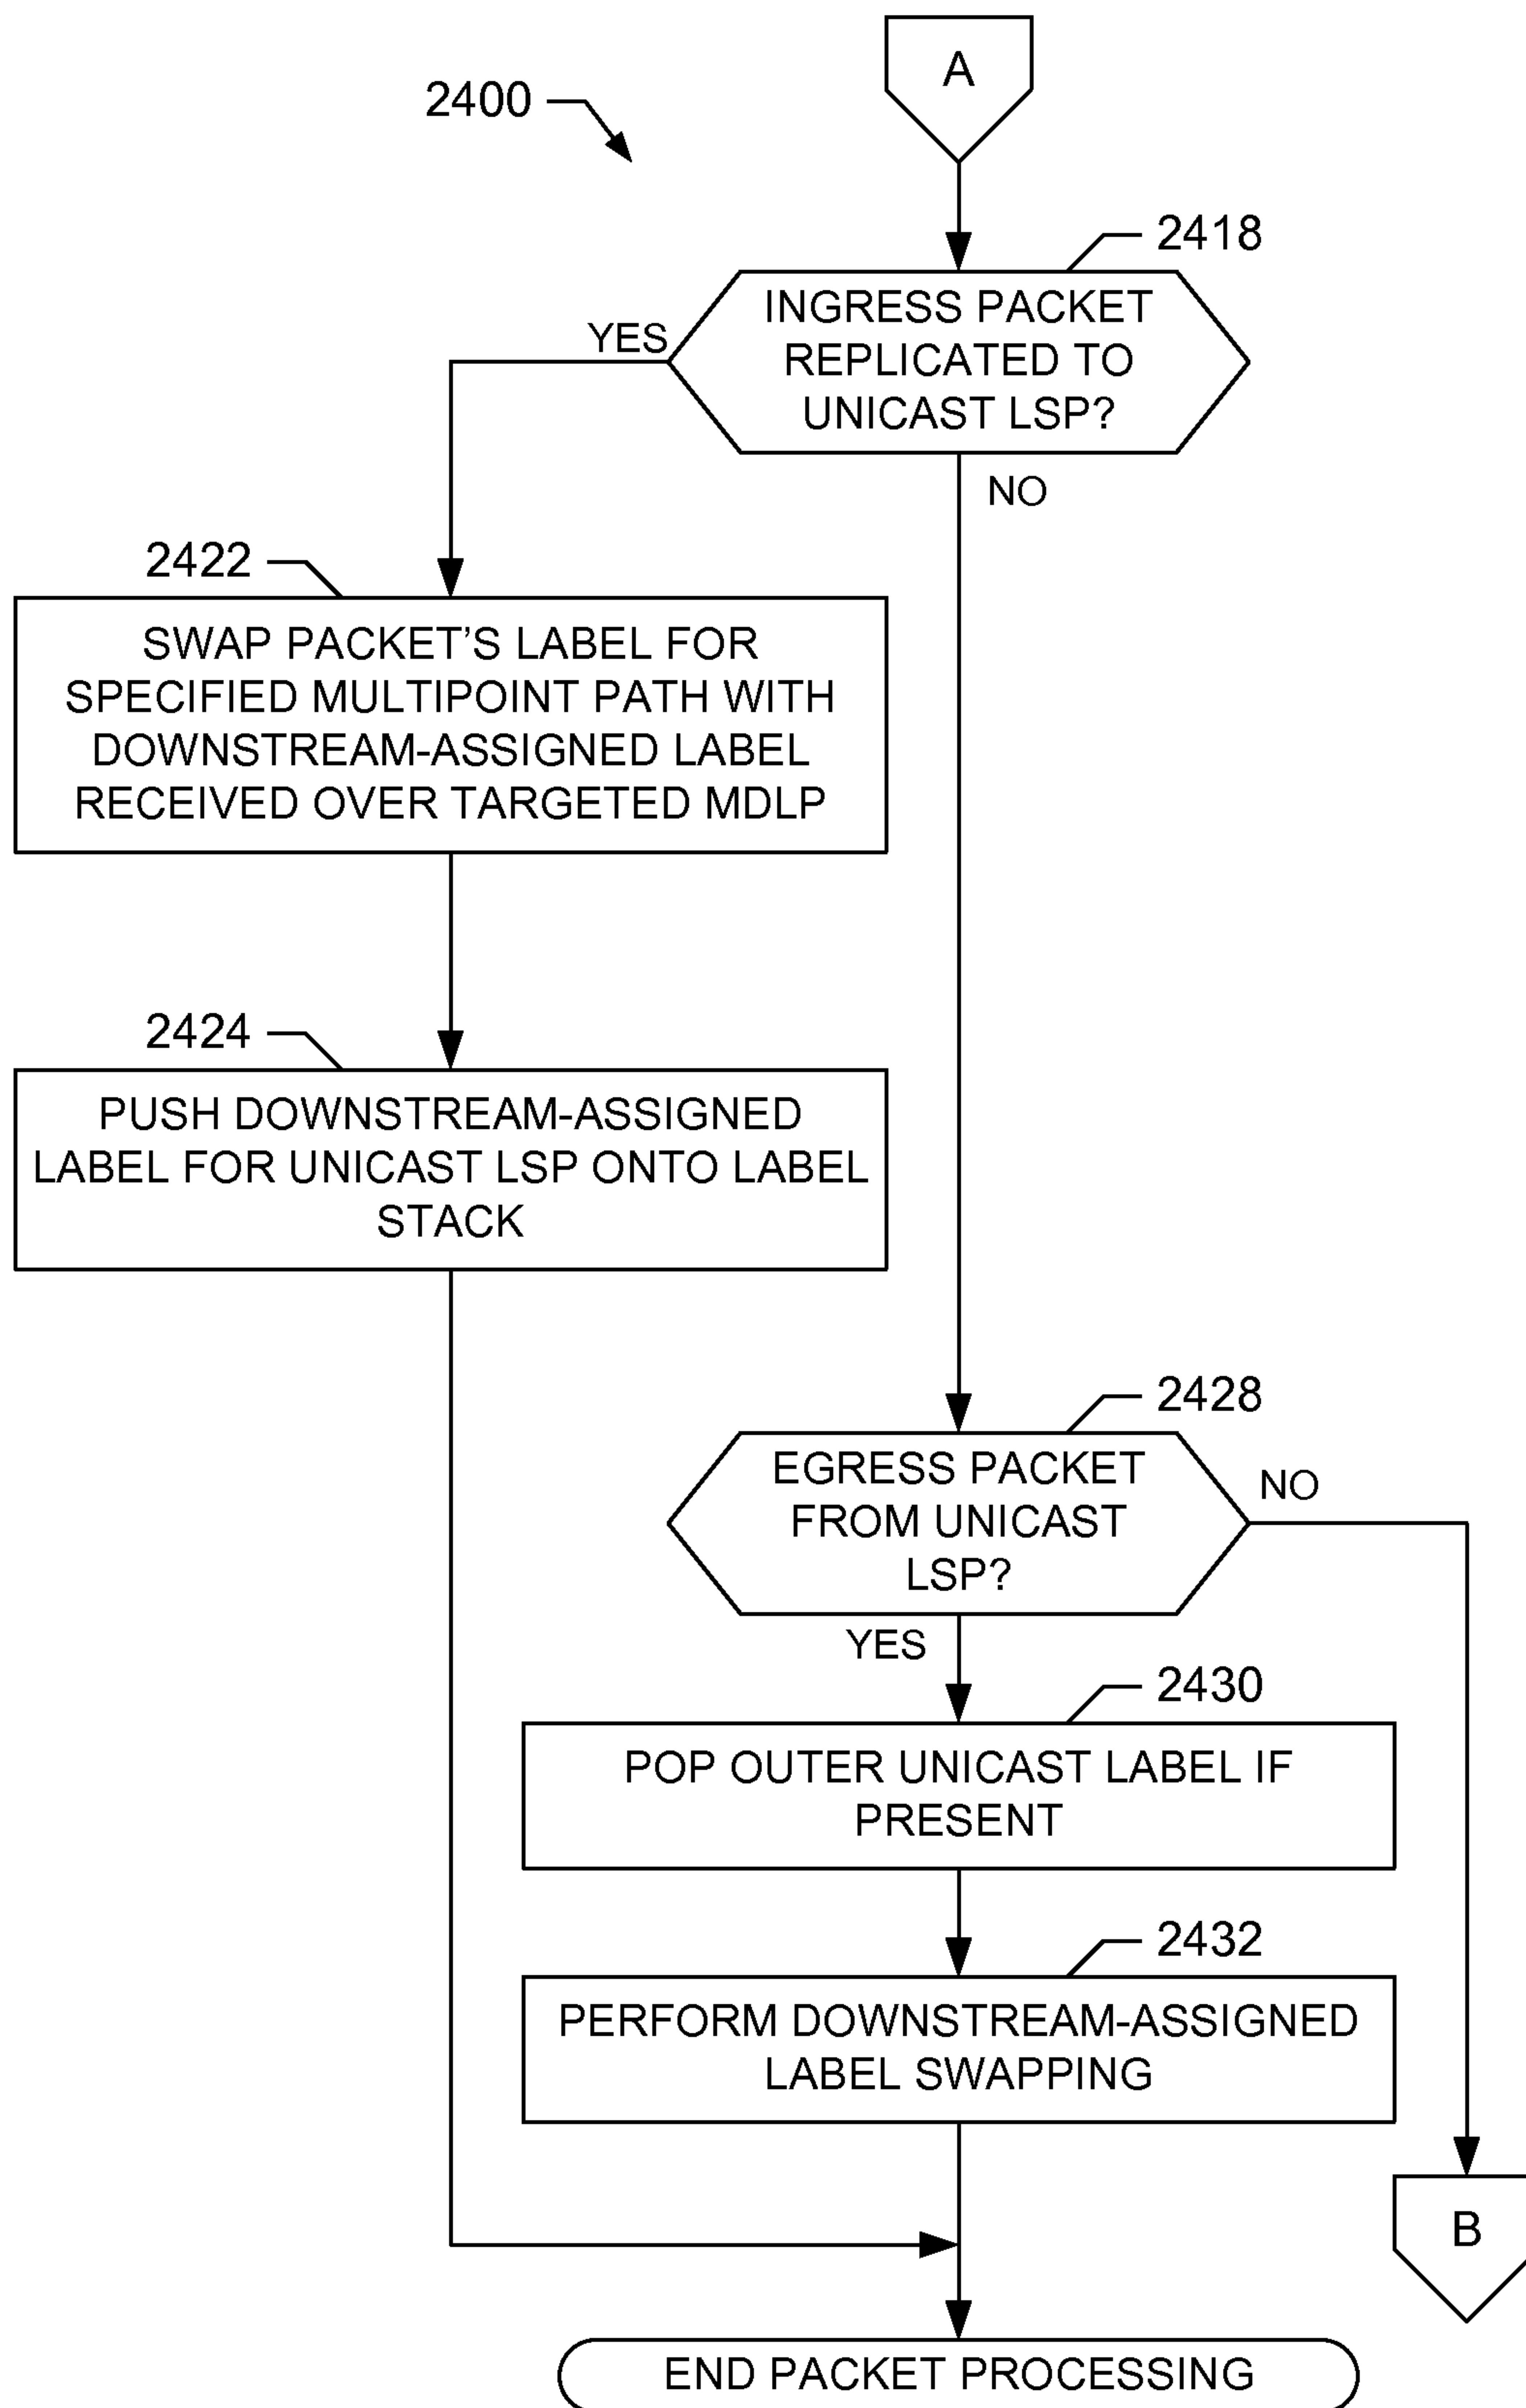 A
2400
2418
INGRESS PACKET
REPLICATED TO
UNICAST LSP?
YES
NO
2422
SWAP PACKET'S LABEL FOR
SPECIFIED MULTIPOINT PATH WITH
DOWNSTREAM-ASSIGNED LABEL
RECEIVED OVER TARGETED MDLP
2424
PUSH DOWNSTREAM-ASSIGNED
LABEL FOR UNICAST LSP ONTO LABEL
STACK
2428
EGRESS PACKET
FROM UNICAST
LSP?
NO
YES
2430
POP OUTER UNICAST LABEL IF
PRESENT
2432
PERFORM DOWNSTREAM-ASSIGNED
LABEL SWAPPING
B
END PACKET PROCESSING